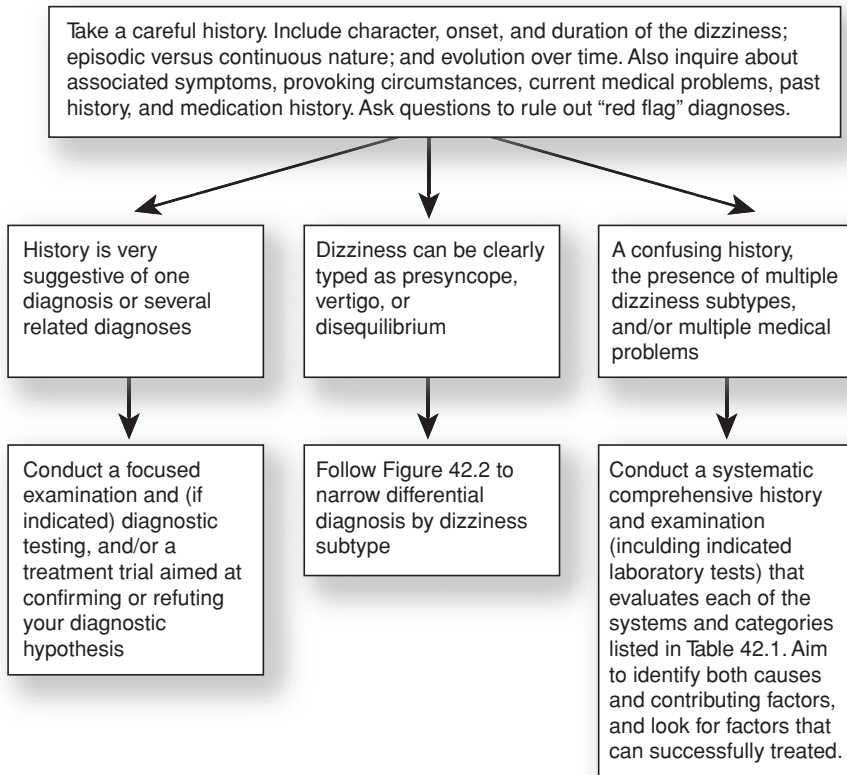 Take a careful history. Include character, onset, and duration of the dizziness;
episodic versus continuous nature; and evolution over time. Also inquire about
associated symptoms, provoking circumstances, current medical problems, past
history, and medication history. Ask questions to rule out “red flag” diagnoses.
History is very
suggestive of one
diagnosis or several
related diagnoses
Dizziness can be clearly
typed as presyncope,
vertigo, or
disequilibrium
A confusing history,
the presence of multiple
dizziness subtypes,
and/or multiple medical
problems
Conduct a focused
examination and (if
indicated) diagnostic
testing, and/or a
treatment trial aimed at
confirming or refuting
your diagnostic
hypothesis
Follow Figure 42.2 to
narrow differential
diagnosis by dizziness
subtype
Conduct a systematic
comprehensive history
and examination
(inculding indicated
laboratory tests) that
evaluates each of the
systems and categories
listed in Table 42.1. Aim
to identify both causes
and contributing factors,
and look for factors that
can successfully treated.